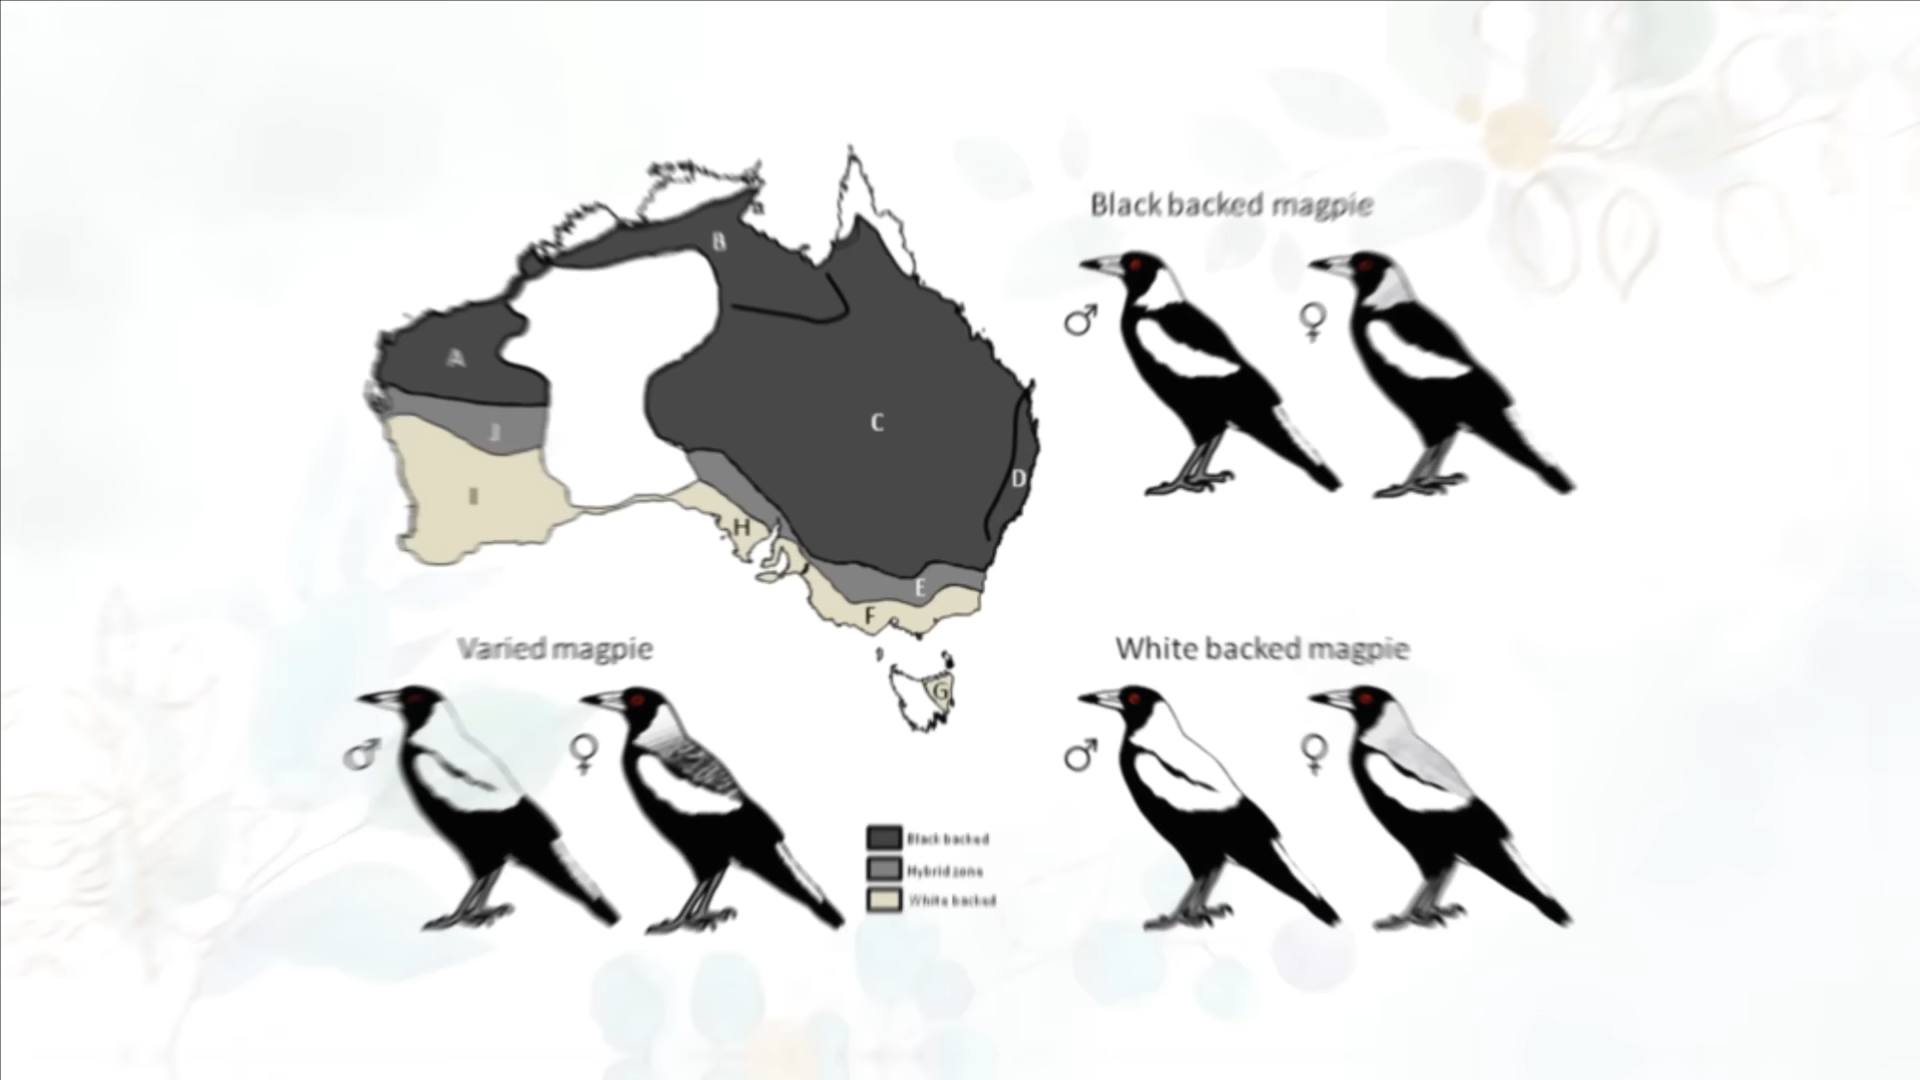 Black backed magpie
♂
♀
a
B
A
J
I
C
D
H
E
F
G
Varied magpie
♂
♀
White backed magpie
♂
♀
Black backed
Hybrid zone
White backed